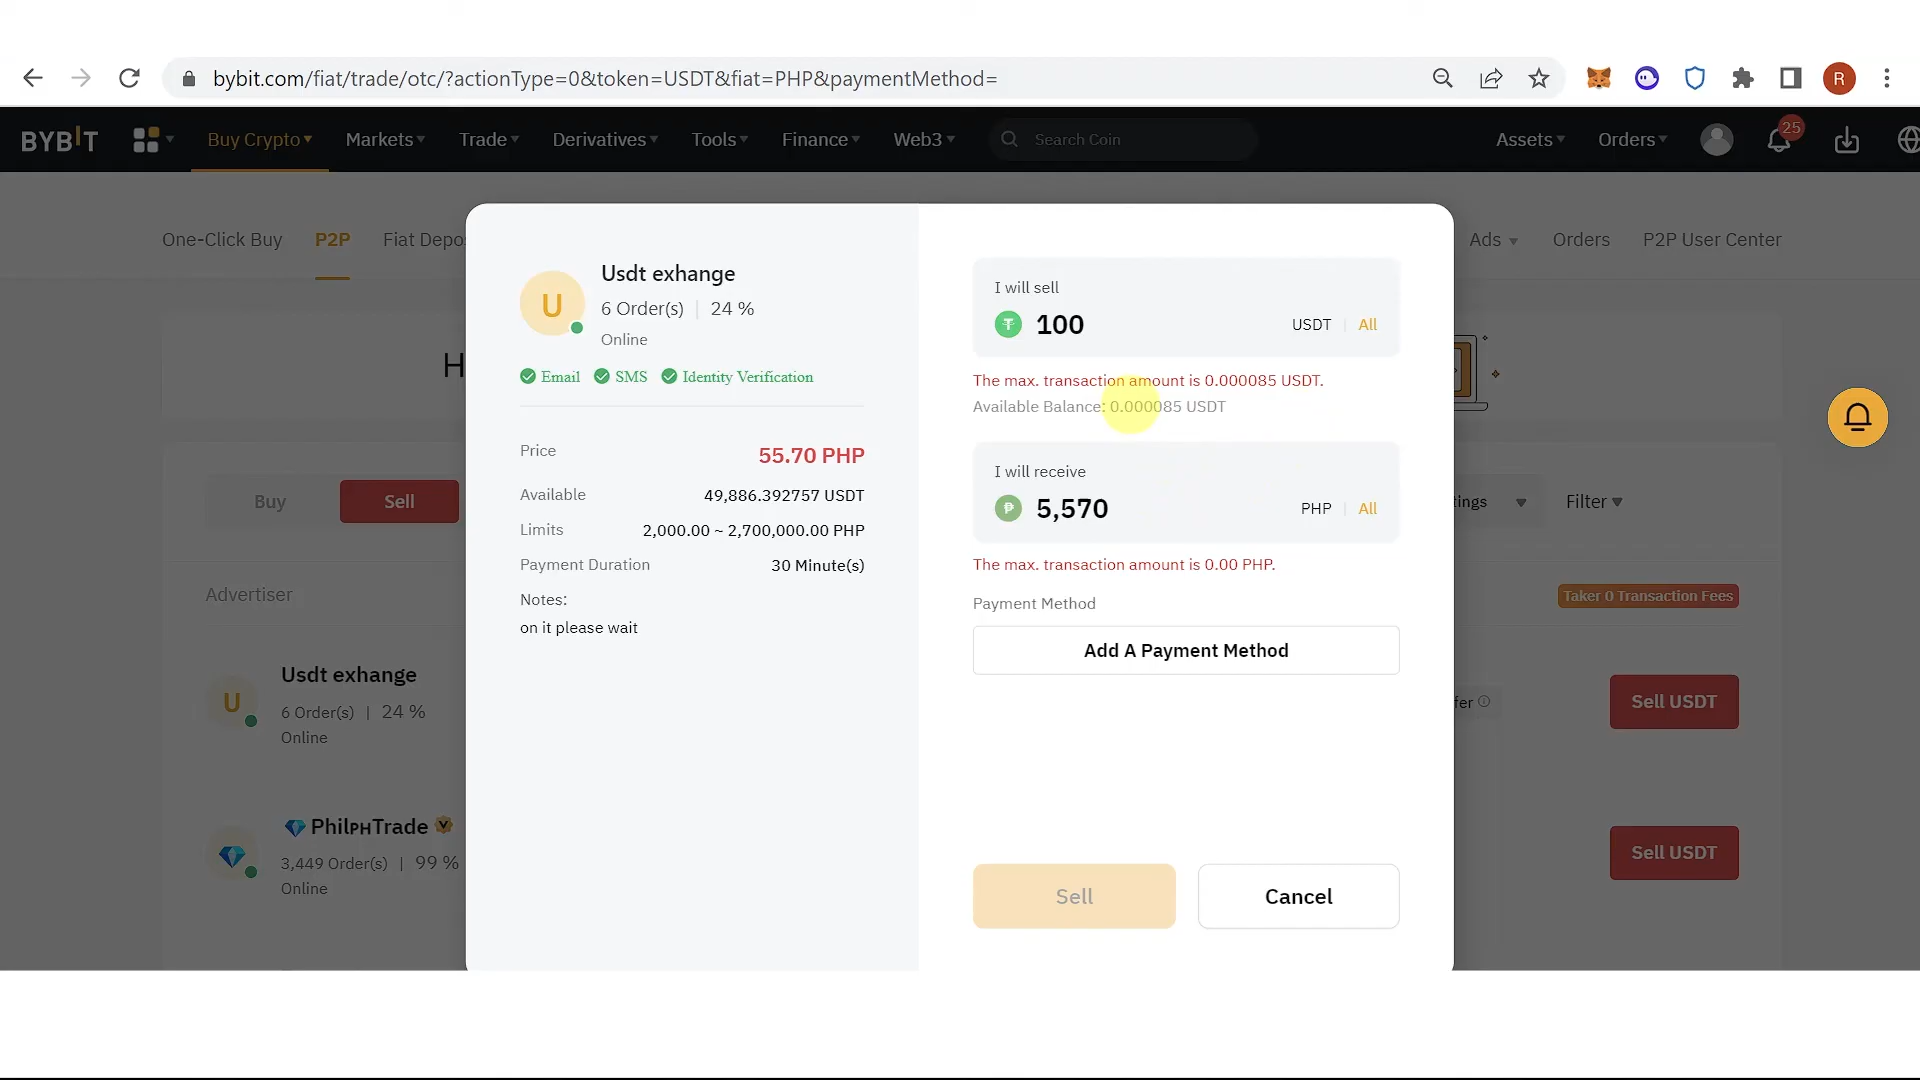 bybit.com/fiat/trade/otc/?actionType=0&token=USDT&fiat=PHP&paymentMethod=
R
BYBIT
Buy Crypto
Markets
Trade
Derivatives
Tools
Finance
Web3
Search Coin
Assets
Orders
25
One-Click Buy
P2P
Fiat Depos
Ads
Orders
P2P User Center
H
Buy
Sell
tings
Filter
Advertiser
Taker 0 Transaction Fees
U
Usdt exhange
6 Order(s) | 24 %
Online
fer
Sell USDT
PhilPHTrade
3,449 Order(s) | 99 %
Online
Sell USDT
U
Usdt exhange
6 Order(s) | 24 %
Online
Email
SMS
Identity Verification
Price
55.70 PHP
Available
49,886.392757 USDT
Limits
2,000.00 ~ 2,700,000.00 PHP
Payment Duration
30 Minute(s)
Notes:
on it please wait
I will sell
100
USDT | All
The max. transaction amount is 0.000085 USDT.
Available Balance: 0.000085 USDT
I will receive
5,570
PHP | All
The max. transaction amount is 0.00 PHP.
Payment Method
Add A Payment Method
Sell
Cancel